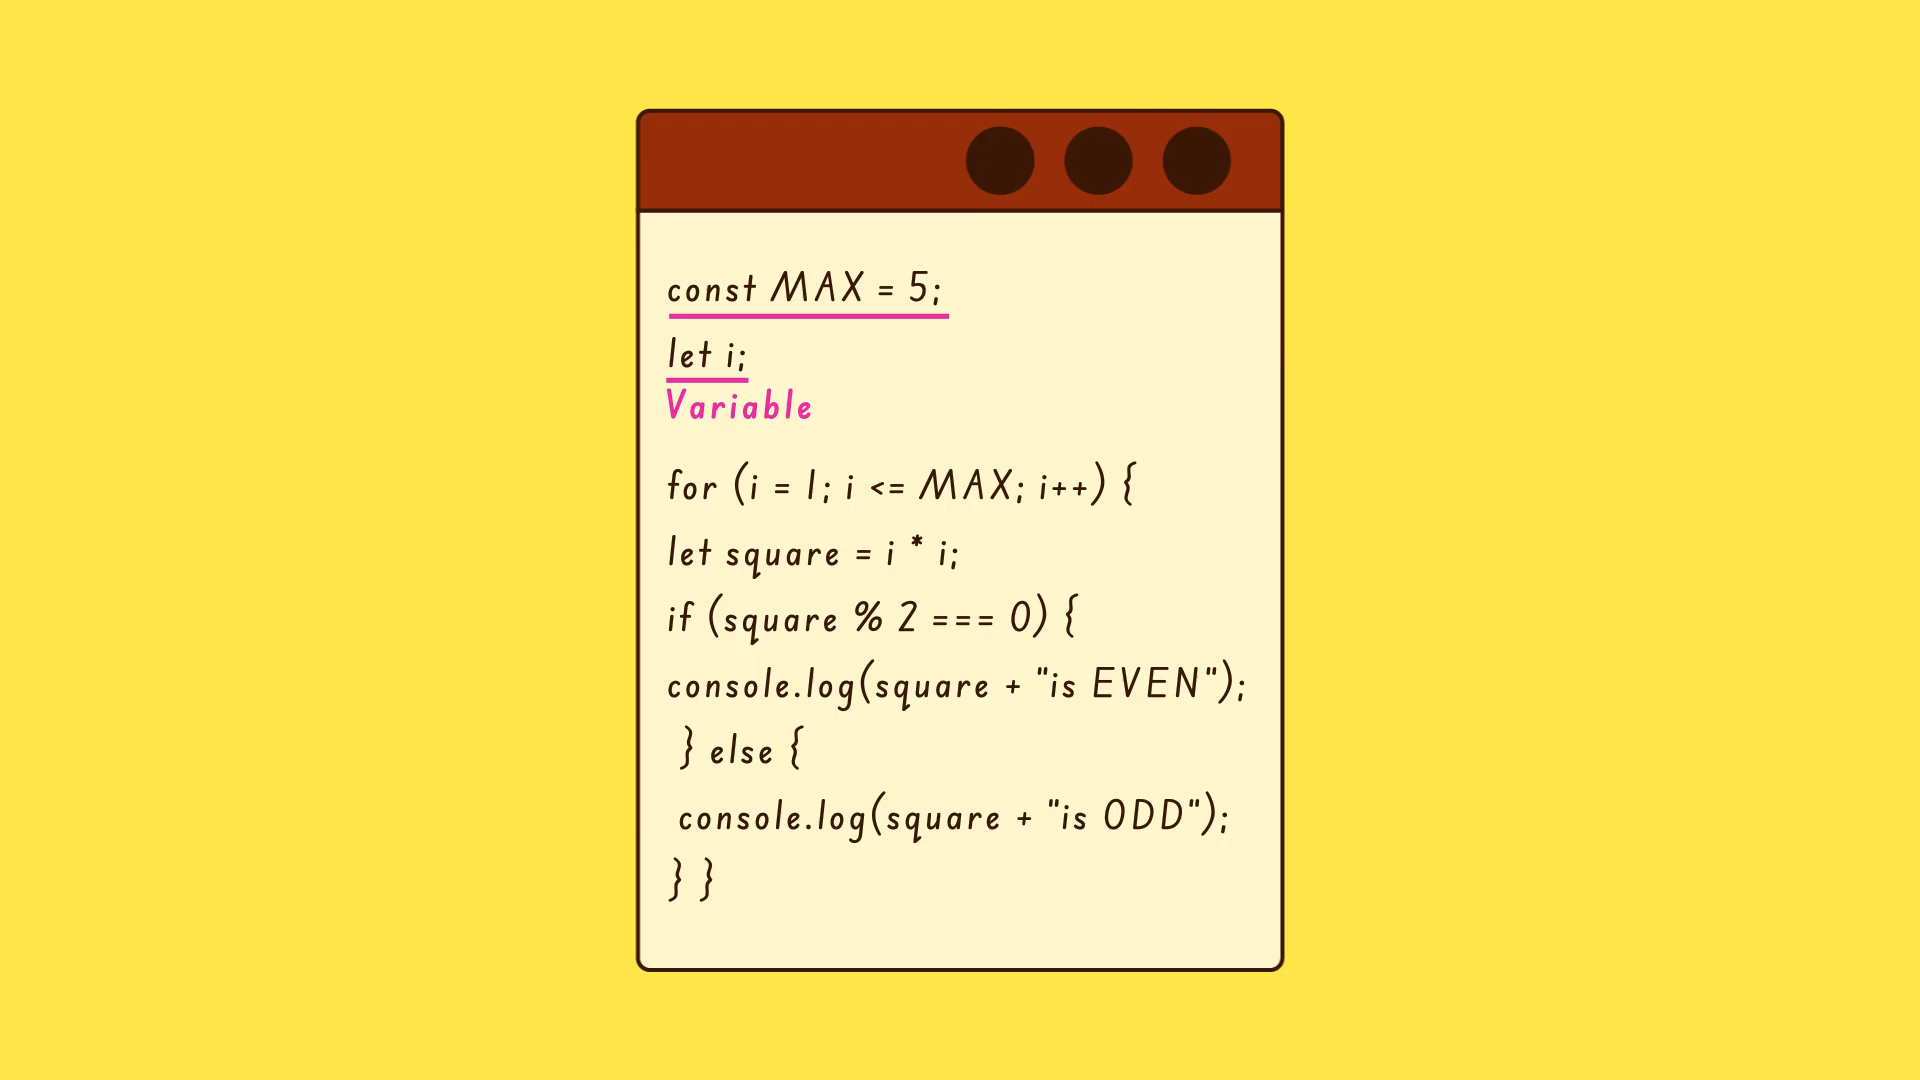 const MAX = 5;
let i;
Variable
for (i = 1; i <= MAX; i++) {
let square = i * i;
if (square % 2 === 0) {
console.log(square + "is EVEN");
} else {
console.log(square + "is ODD");
} }